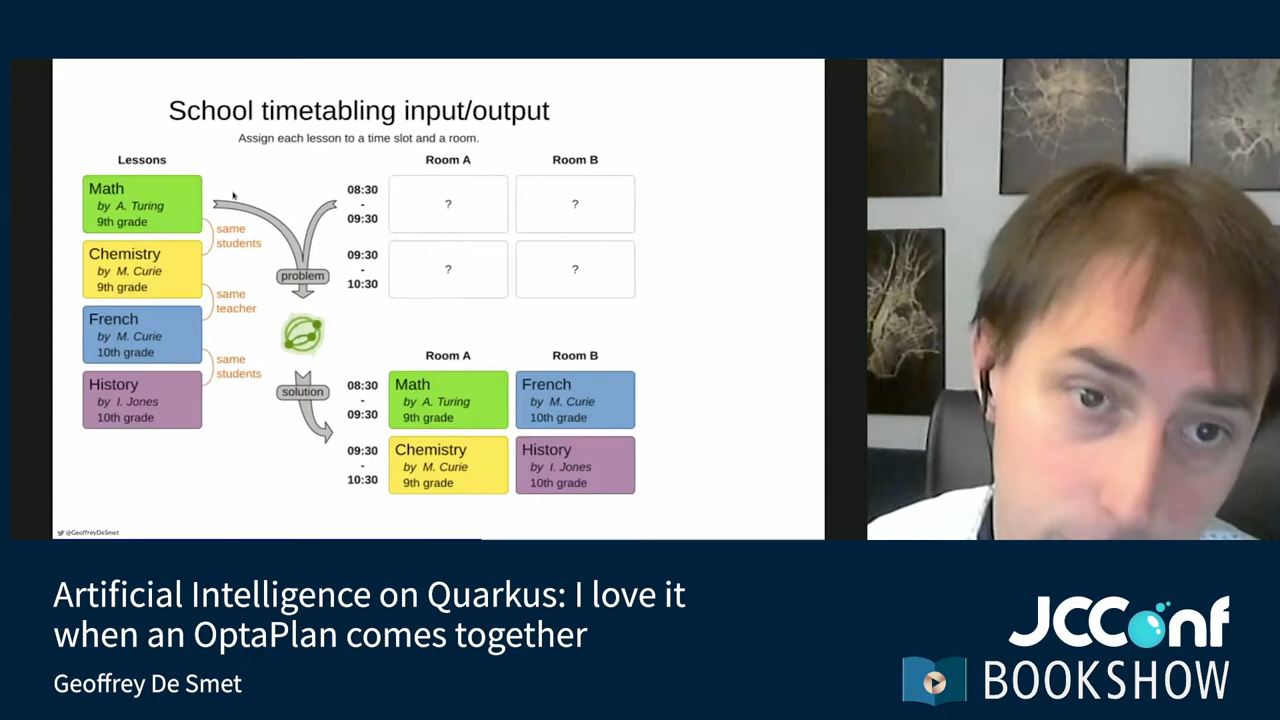 School timetabling input/output
Assign each lesson to a time slot and a room.
Lessons
Math
by A. Turing
9th grade
same
students
Chemistry
by M. Curie
9th grade
same
teacher
French
by M. Curie
10th grade
same
students
History
by I. Jones
10th grade
problem
solution
Room A
Room B
08:30
-
09:30
?
?
09:30
-
10:30
?
?
Room A
Room B
08:30
-
09:30
Math
by A. Turing
9th grade
French
by M. Curie
10th grade
09:30
-
10:30
Chemistry
by M. Curie
9th grade
History
by I. Jones
10th grade
@GeoffreyDeSmet
Artificial Intelligence on Quarkus: I love it
when an OptaPlan comes together
Geoffrey De Smet
JCConf
BOOKSHOW